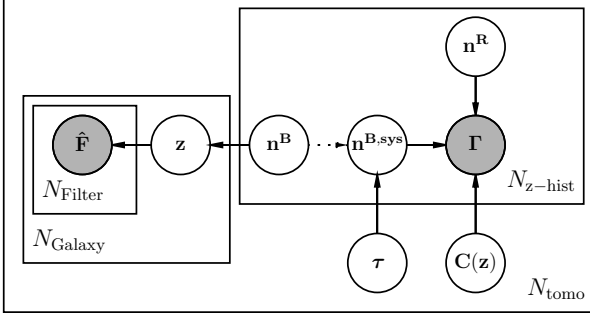 n^R
F̂
z
n^B
n^B,sys
Γ
N_Filter
N_z−hist
N_Galaxy
τ
C(z)
N_tomo